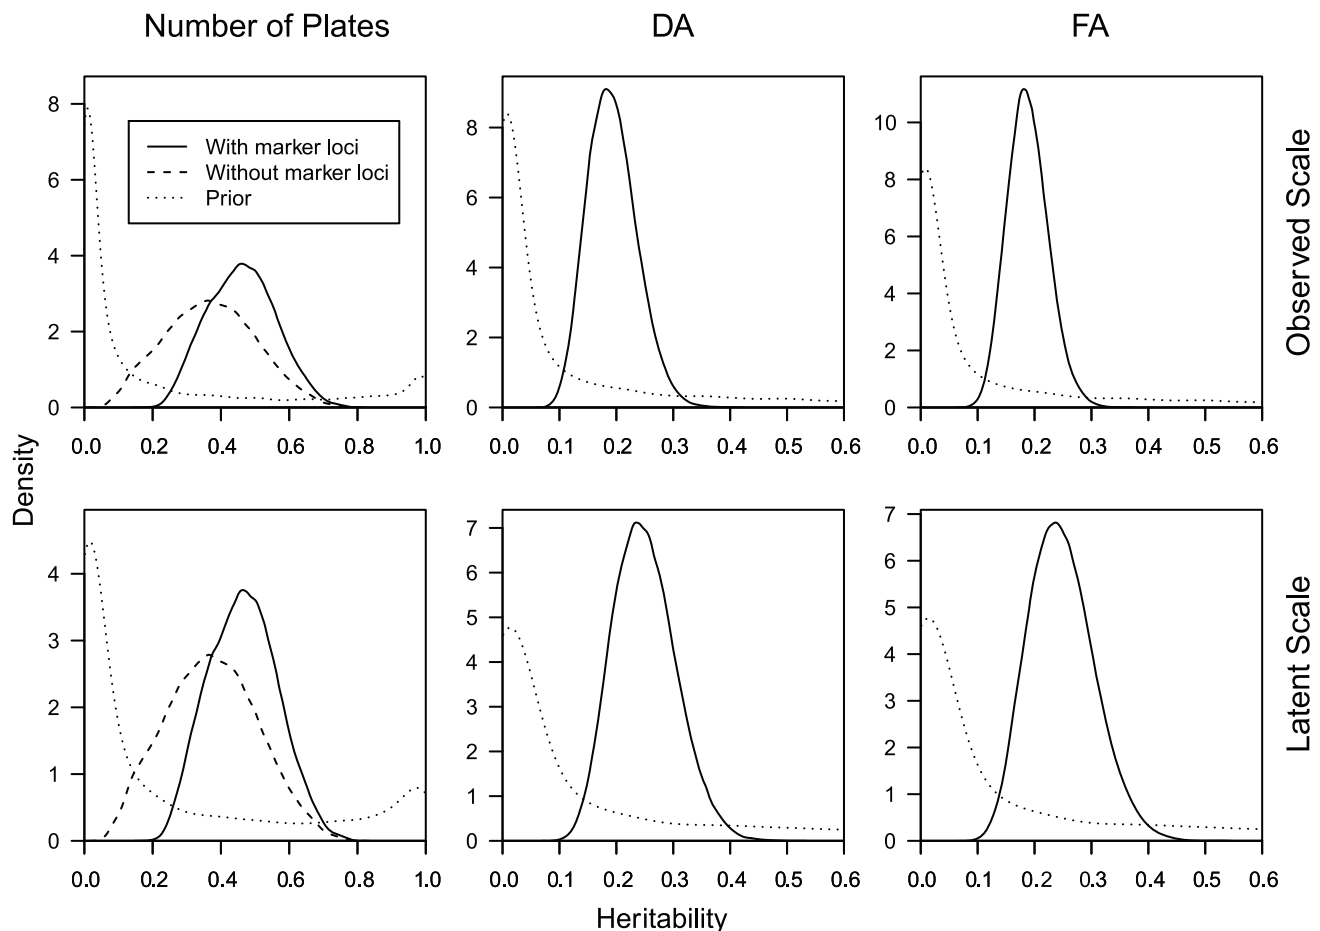 Number of Plates
DA
FA
8
6
4
2
0
With marker loci
Without marker loci
Prior
0.0 0.2 0.4 0.6 0.8 1.0
8
6
4
2
0
0.0 0.1 0.2 0.3 0.4 0.5 0.6
10
8
6
4
2
0
0.0 0.1 0.2 0.3 0.4 0.5 0.6
Observed Scale
Density
4
3
2
1
0
0.0 0.2 0.4 0.6 0.8 1.0
7
6
5
4
3
2
1
0
0.0 0.1 0.2 0.3 0.4 0.5 0.6
7
6
5
4
3
2
1
0
0.0 0.1 0.2 0.3 0.4 0.5 0.6
Latent Scale
Heritability